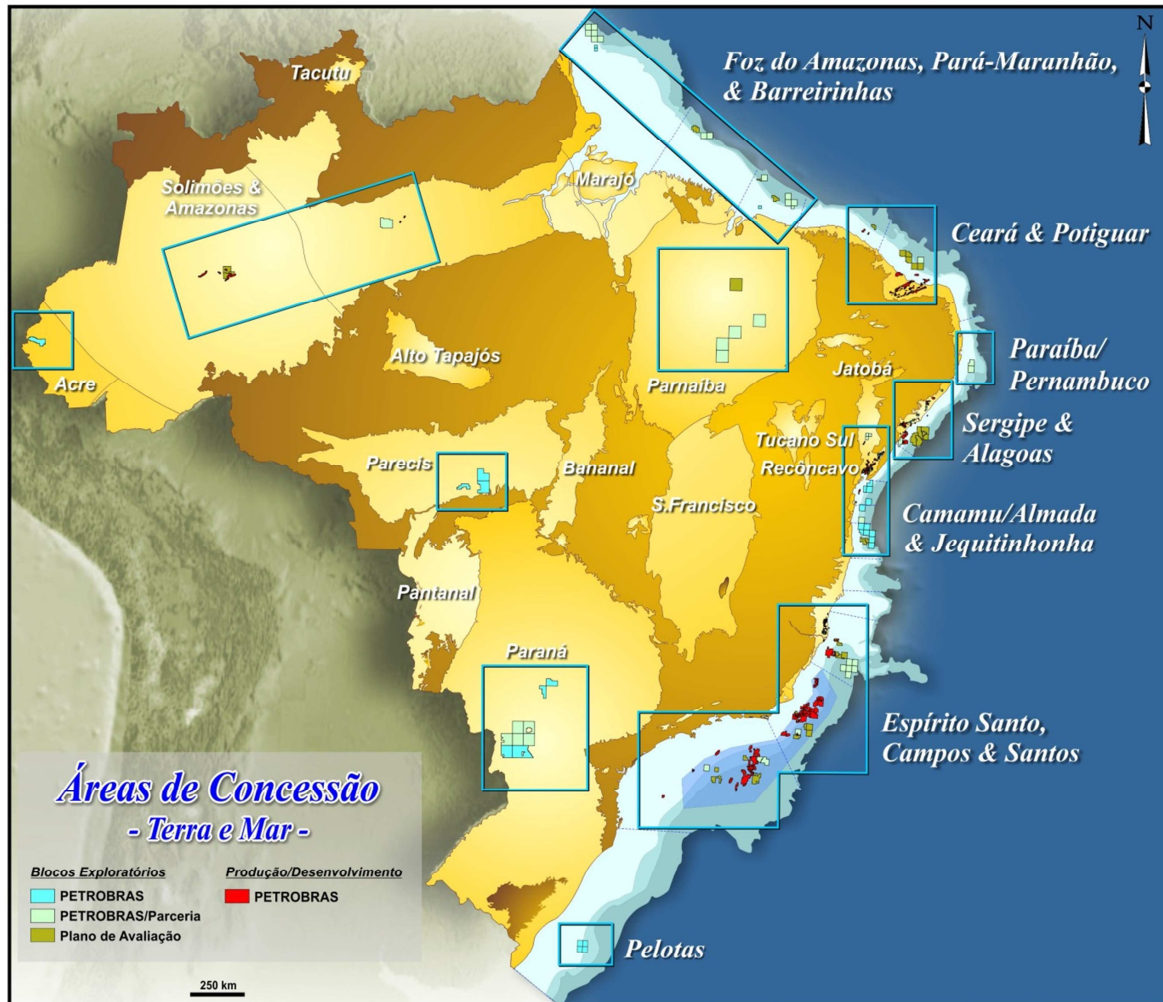 N
Foz do Amazonas, Pará-Maranhão,
& Barreirinhas
Tacutu
Solimões &
Amazonas
Marajó
Ceará & Potiguar
Acre
Alto Tapajós
Parnaíba
Jatobá
Paraíba/
Pernambuco
Sergipe &
Alagoas
Tucano Sul
Recôncavo
Parecis
Bananal
S.Francisco
Camamu/Almada
& Jequitinhonha
Pantanal
Paraná
Espírito Santo,
Campos & Santos
Áreas de Concessão
- Terra e Mar -
Blocos Exploratórios
PETROBRAS
PETROBRAS/Parceria
Plano de Avaliação
Produção/Desenvolvimento
PETROBRAS
Pelotas
250 km